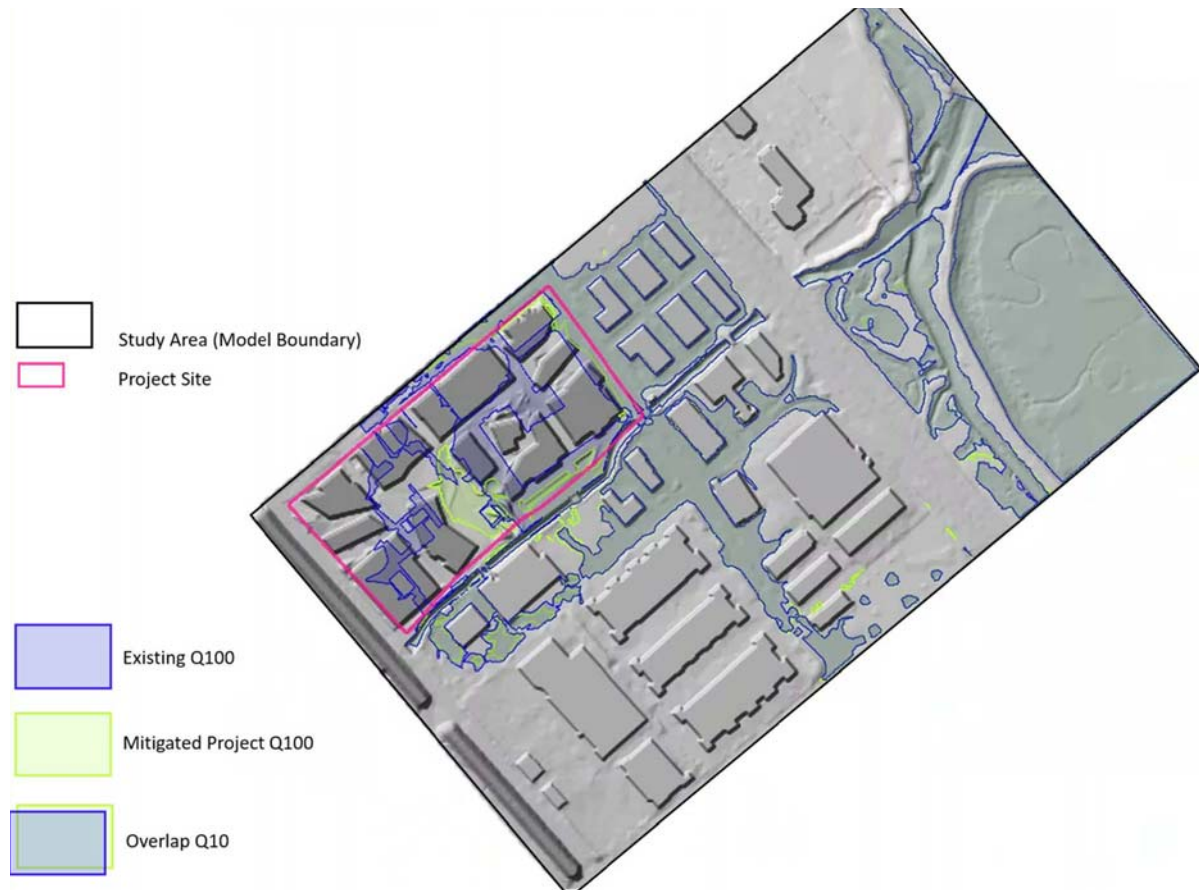 Study Area (Model Boundary)
Project Site
Existing Q100
Mitigated Project Q100
Overlap Q10